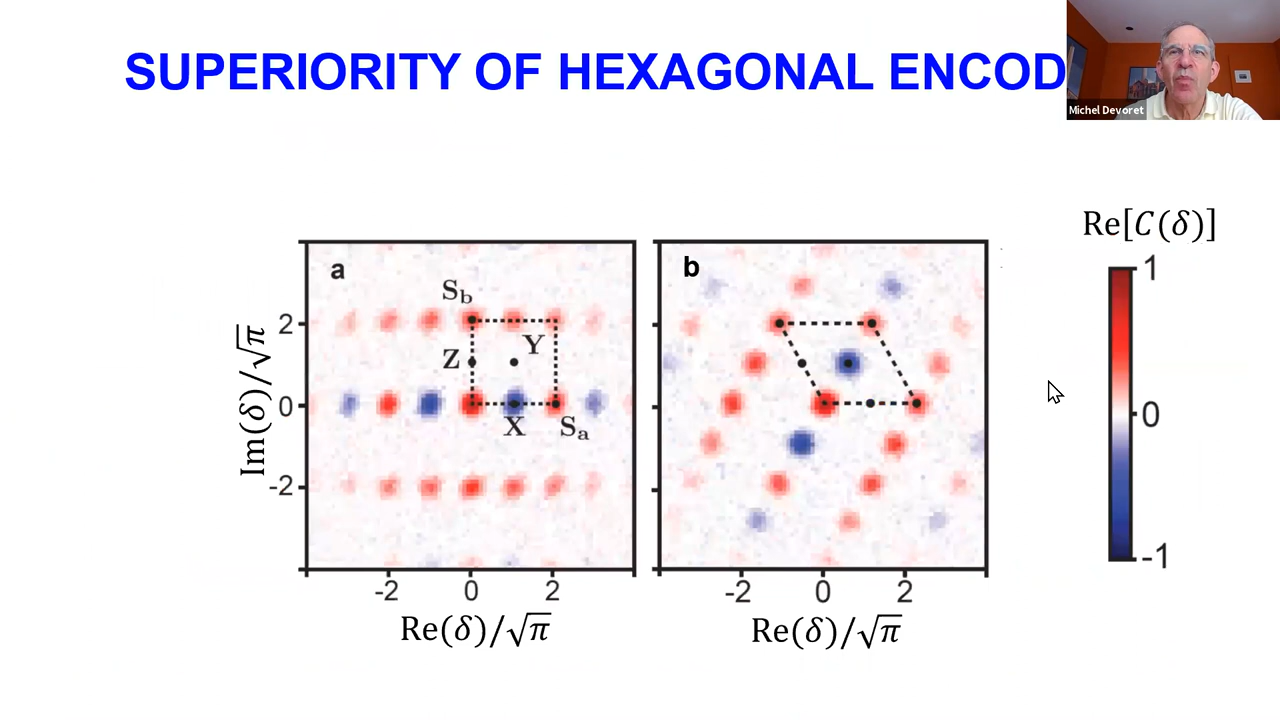 SUPERIORITY OF HEXAGONAL ENCOD
Michel Devoret
Re[C(δ)]
a
b
S_b
Z
Y
X
S_a
Im(δ)/√π
2
0
-2
-2
0
2
-2
0
2
Re(δ)/√π
Re(δ)/√π
1
0
-1